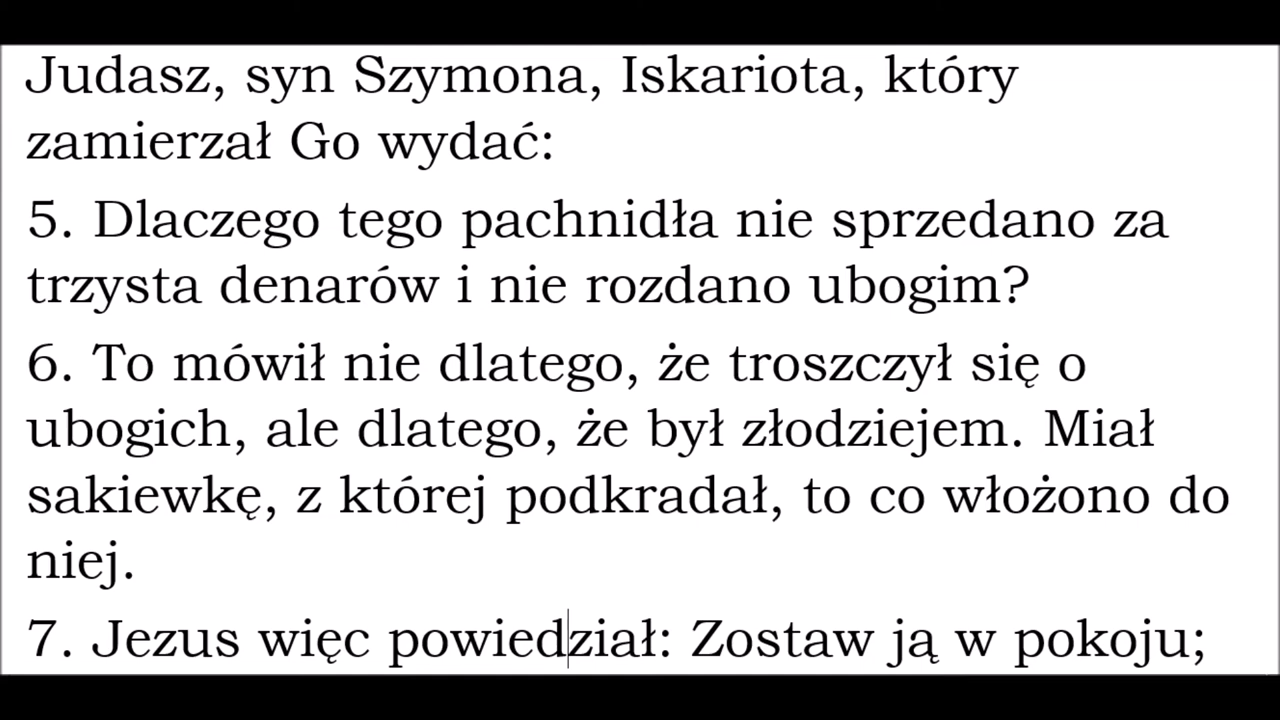 Judasz, syn Szymona, Iskariota, który
zamierzał Go wydać:
5. Dlaczego tego pachnidła nie sprzedano za
trzysta denarów i nie rozdano ubogim?
6. To mówił nie dlatego, że troszczył się o
ubogich, ale dlatego, że był złodziejem. Miał
sakiewkę, z której podkradał, to co włożono do
niej.
7. Jezus więc powiedział: Zostaw ją w pokoju;